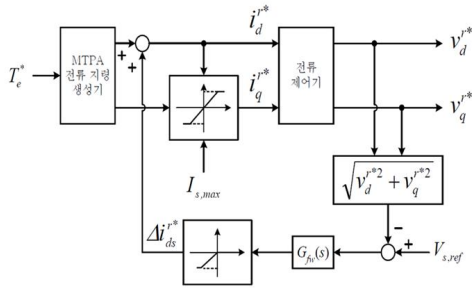 T_e^*
MTPA
전류 지령
생성기
+
+
i_d^{r*}
i_q^{r*}
전류
제어기
v_d^{r*}
v_q^{r*}
I_{s,max}
\sqrt{v_d^{r*2} + v_q^{r*2}}
−
+
V_{s,ref}
G_{fw}(s)
Δi_{ds}^{r*}